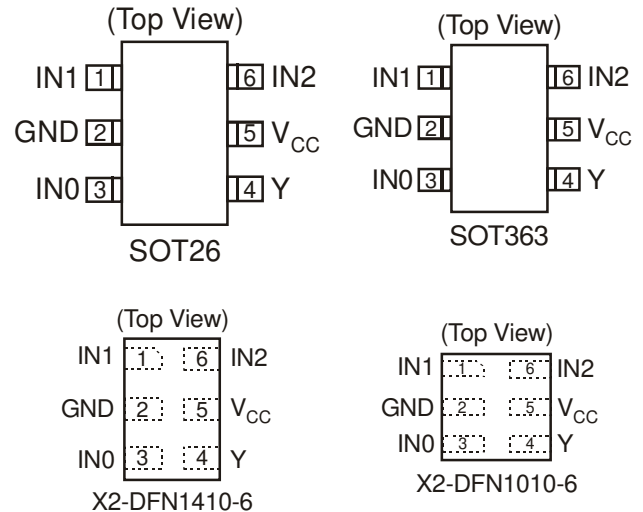 (Top View)
IN1 1 6 IN2
GND 2 5 VCC
IN0 3 4 Y
SOT26
(Top View)
IN1 1 6 IN2
GND 2 5 VCC
IN0 3 4 Y
SOT363
(Top View)
IN1 1 6 IN2
GND 2 5 VCC
IN0 3 4 Y
X2-DFN1410-6
(Top View)
IN1 1 6 IN2
GND 2 5 VCC
IN0 3 4 Y
X2-DFN1010-6